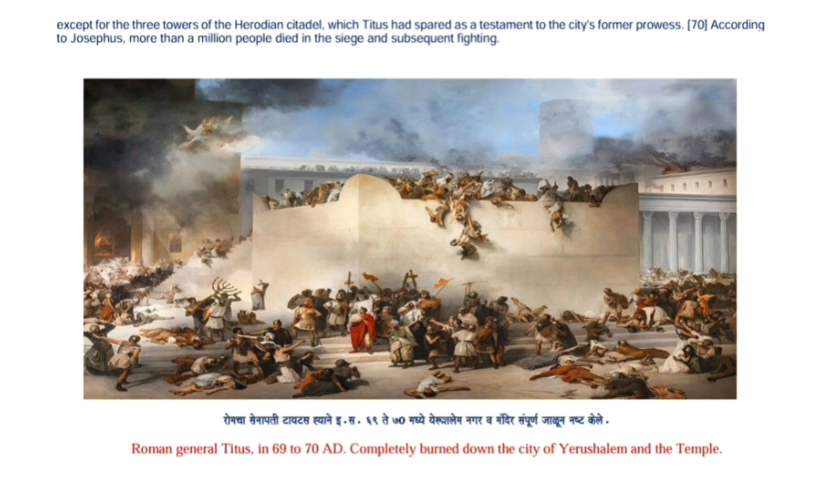 except for the three towers of the Herodian citadel, which Titus had spared as a testament to the city's former prowess. [70] According
to Josephus, more than a million people died in the siege and subsequent fighting.
रोमचा सेनापती टायटस ह्याने इ.स. ६९ ते ७० मध्ये येरूशलेम नगर व मंदिर संपूर्ण जाळून नष्ट केले.
Roman general Titus, in 69 to 70 AD. Completely burned down the city of Yerushalem and the Temple.